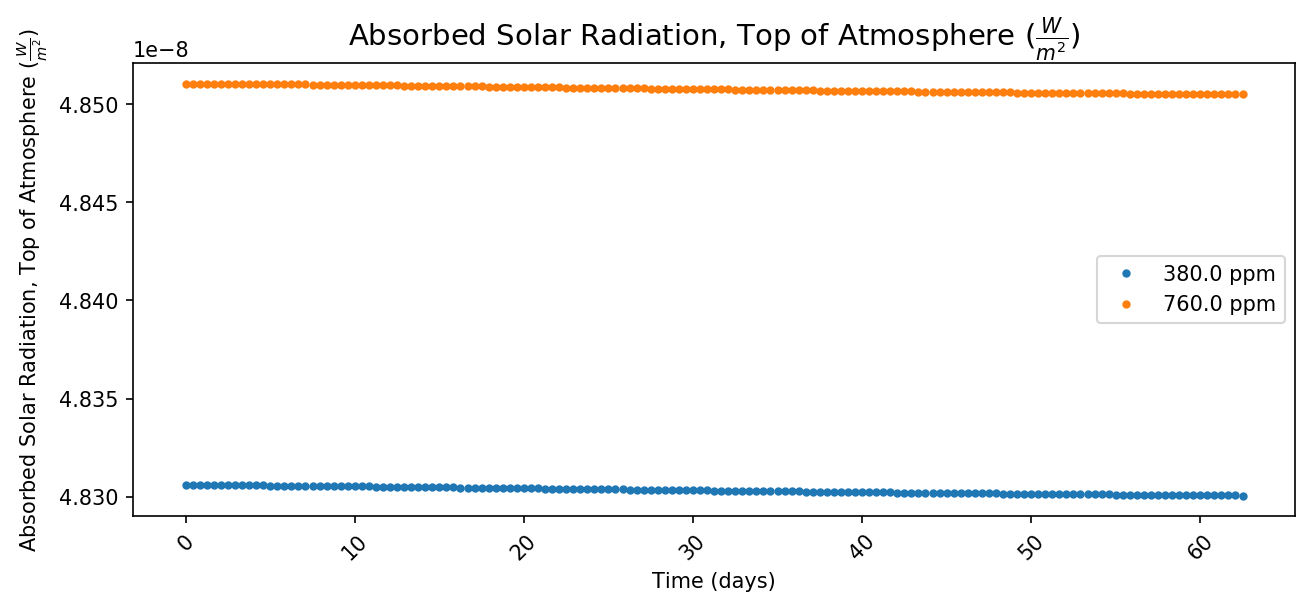 Absorbed Solar Radiation, Top of Atmosphere (W/m²)
1e−8
Absorbed Solar Radiation, Top of Atmosphere (W/m²)
4.850
4.845
4.840
4.835
4.830
380.0 ppm
760.0 ppm
0 10 20 30 40 50 60
Time (days)